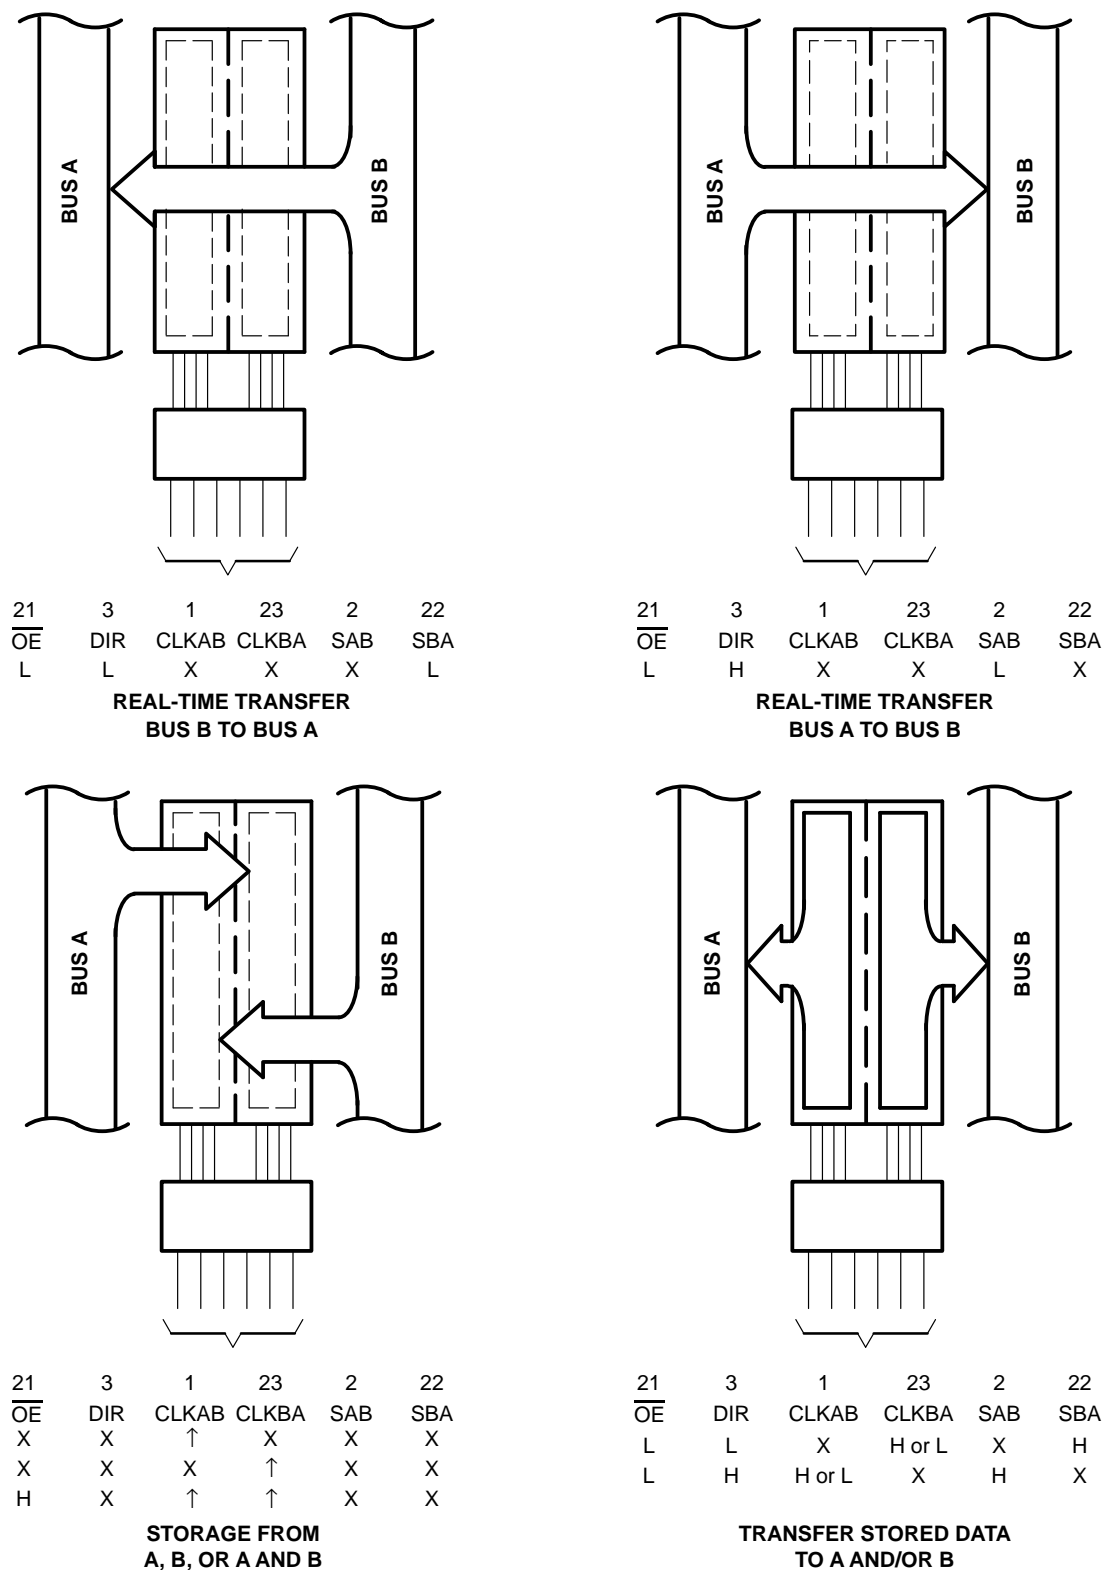 BUS A
BUS B
21 3 1 23 2 22
OE DIR CLKAB CLKBA SAB SBA
L L X X X L
REAL-TIME TRANSFER
BUS B TO BUS A
BUS A
BUS B
21 3 1 23 2 22
OE DIR CLKAB CLKBA SAB SBA
L H X X L X
REAL-TIME TRANSFER
BUS A TO BUS B
BUS A
BUS B
21 3 1 23 2 22
OE DIR CLKAB CLKBA SAB SBA
X X ↑ X X X
X X X ↑ X X
H X ↑ ↑ X X
STORAGE FROM
A, B, OR A AND B
BUS A
BUS B
21 3 1 23 2 22
OE DIR CLKAB CLKBA SAB SBA
L L X H or L X H
L H H or L X H X
TRANSFER STORED DATA
TO A AND/OR B